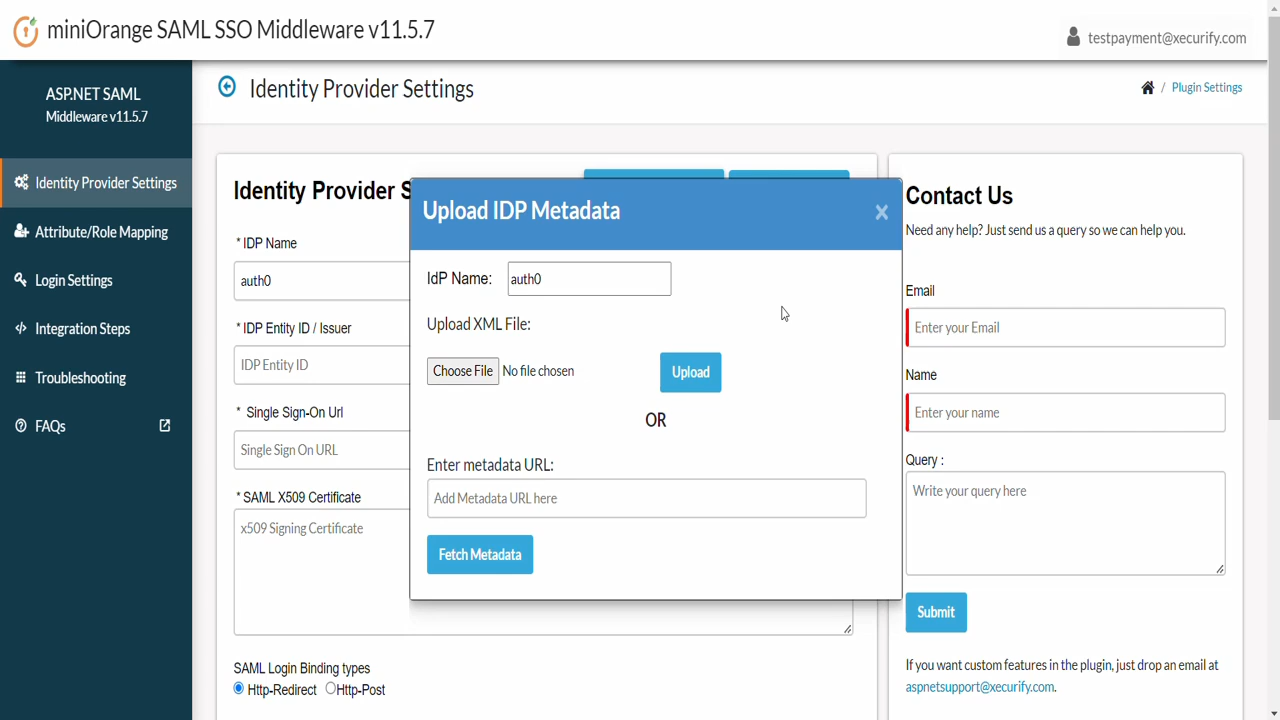 miniOrange SAML SSO Middleware v11.5.7
testpayment@xecurify.com
ASP.NET SAML
Middleware v11.5.7
Identity Provider Settings
Attribute/Role Mapping
Login Settings
Integration Steps
Troubleshooting
FAQs
Identity Provider Settings
/ Plugin Settings
Identity Provider S
* IDP Name
auth0
* IDP Entity ID / Issuer
IDP Entity ID
* Single Sign-On Url
Single Sign On URL
* SAML X509 Certificate
x509 Signing Certificate
SAML Login Binding types
Http-Redirect Http-Post
Upload IDP Metadata
×
IdP Name: auth0
Upload XML File:
Choose File No file chosen Upload
OR
Enter metadata URL:
Add Metadata URL here
Fetch Metadata
Contact Us
Need any help? Just send us a query so we can help you.
Email
Enter your Email
Name
Enter your name
Query :
Write your query here
Submit
If you want custom features in the plugin, just drop an email at
aspnetsupport@xecurify.com.